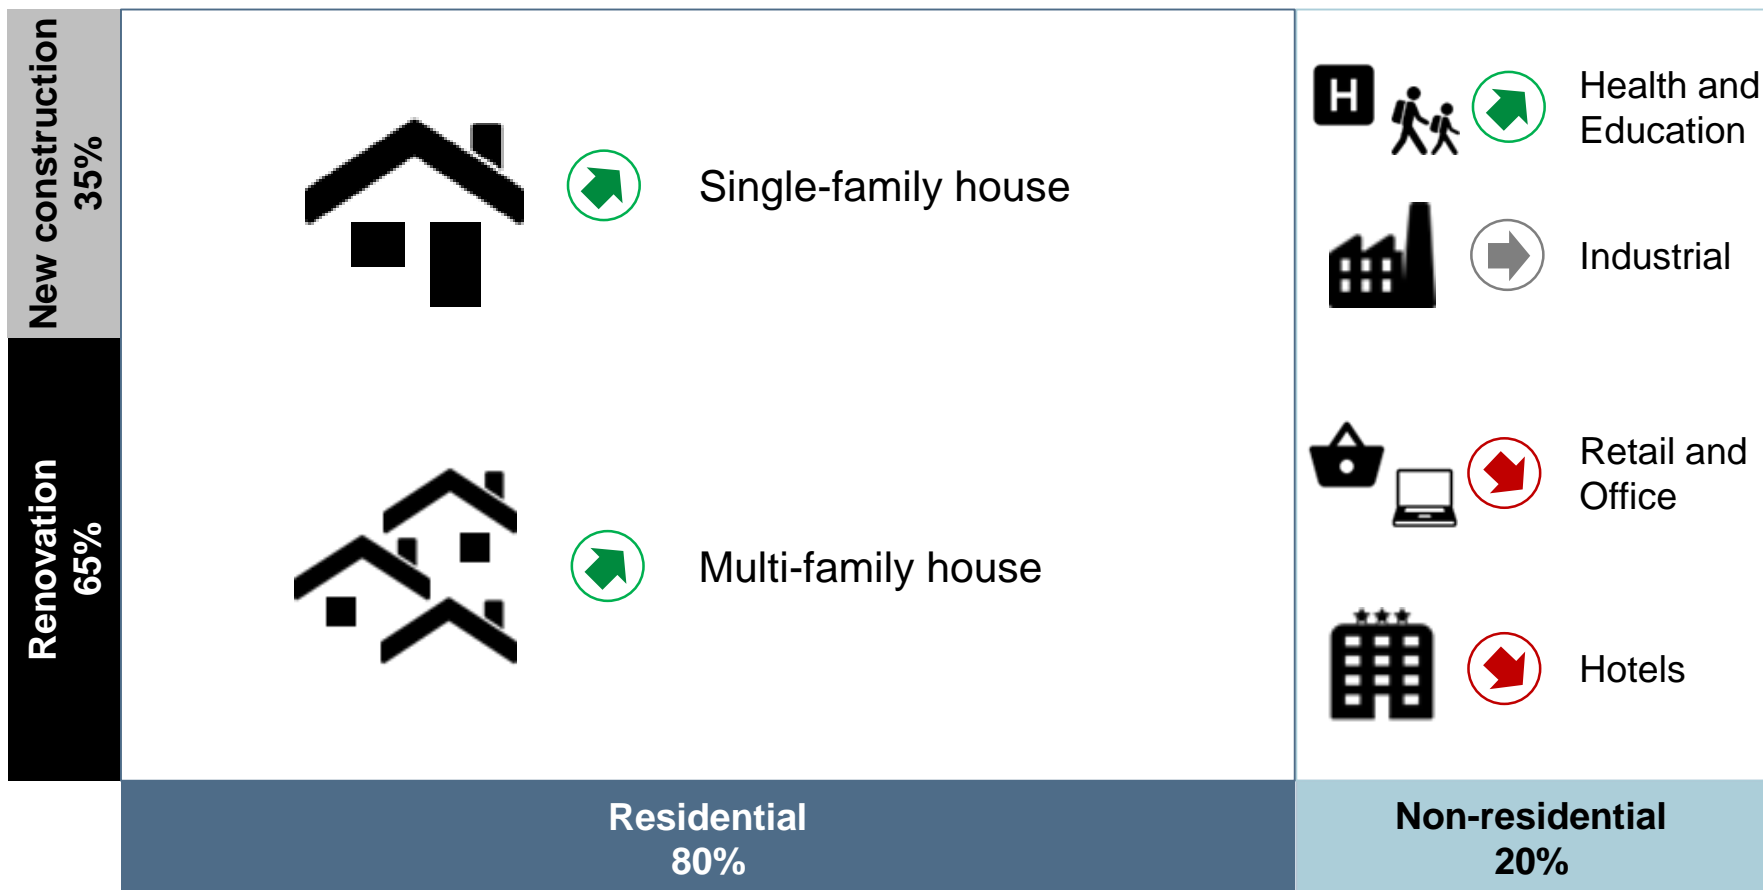 New construction
35%
Renovation
65%
Single-family house
Multi-family house
H
Health and
Education
Industrial
Retail and
Office
Hotels
Residential
80%
Non-residential
20%